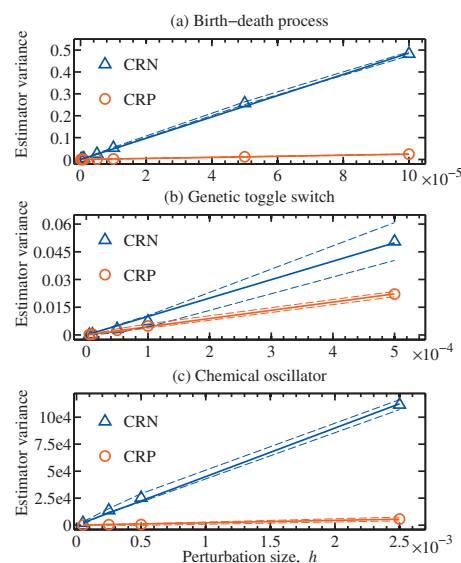 (a) Birth−death process
Estimator variance
0.5
0.4
0.3
0.2
0.1
0
CRN
CRP
0 2 4 6 8 10 ×10⁻⁵
(b) Genetic toggle switch
Estimator variance
0.06
0.045
0.03
0.015
0
CRN
CRP
0 1 2 3 4 5 ×10⁻⁴
(c) Chemical oscillator
Estimator variance
10e4
7.5e4
5e4
2.5e4
0
CRN
CRP
0 0.5 1.0 1.5 2.0 2.5 ×10⁻³
Perturbation size, h